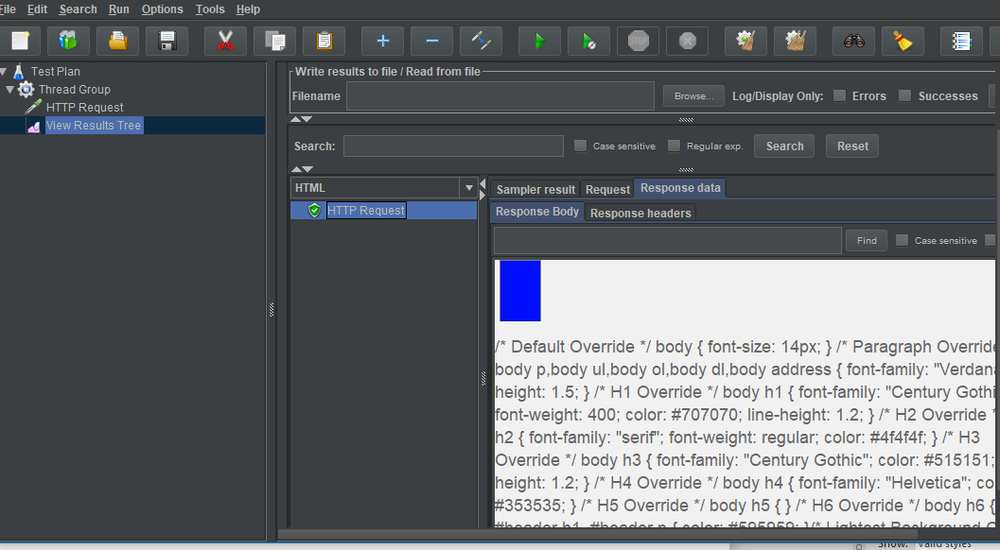 File Edit Search Run Options Tools Help
STOP
Test Plan
Thread Group
HTTP Request
View Results Tree
Write results to file / Read from file
Filename Browse... Log/Display Only: Errors Successes
Search: Case sensitive Regular exp. Search Reset
HTML
HTTP Request
Sampler result Request Response data
Response Body Response headers
Find Case sensitive
/* Default Override */ body { font-size: 14px; } /* Paragraph Override
body p,body ul,body ol,body dl,body address { font-family: "Verdana
height: 1.5; } /* H1 Override */ body h1 { font-family: "Century Gothi
font-weight: 400; color: #707070; line-height: 1.2; } /* H2 Override *
h2 { font-family: "serif"; font-weight: regular; color: #4f4f4f; } /* H3
Override */ body h3 { font-family: "Century Gothic"; color: #515151;
height: 1.2; } /* H4 Override */ body h4 { font-family: "Helvetica"; co
#353535; } /* H5 Override */ body h5 { } /* H6 Override */ body h6 {
#header h1, #header p { color: #595959; }/* Lightest Background C
Show: Valid styles